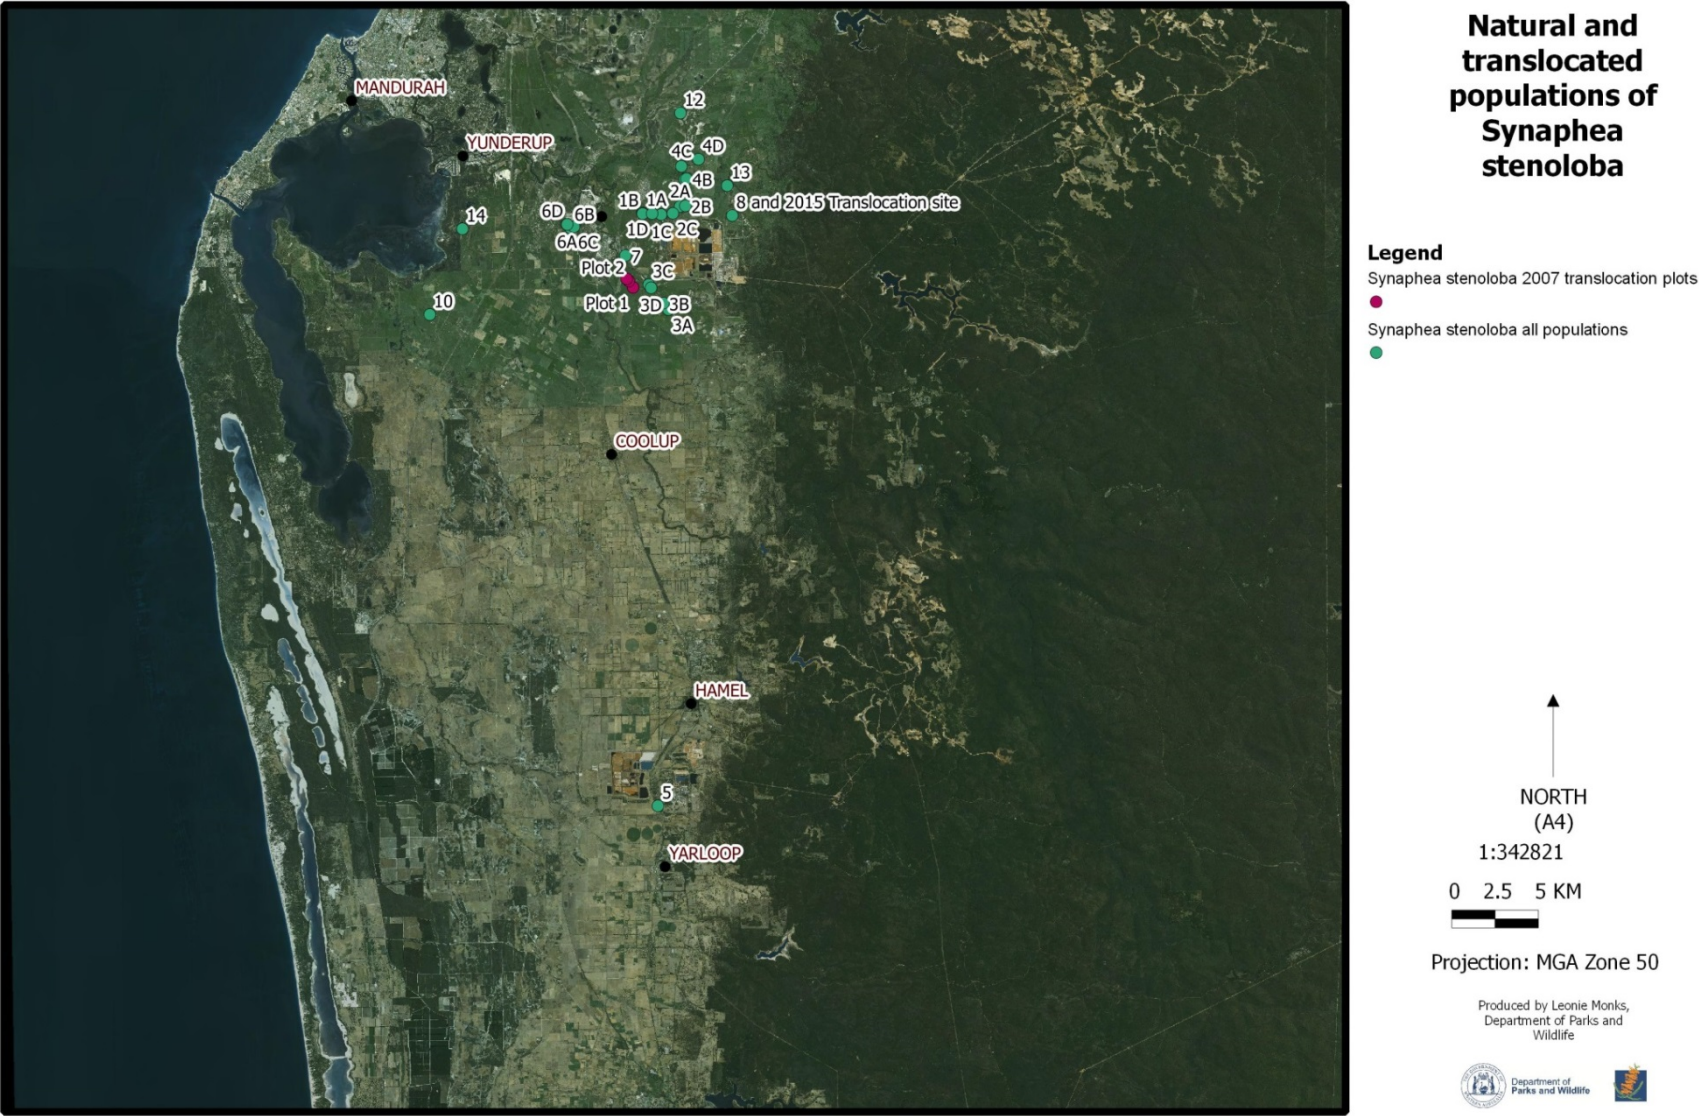 Natural and
translocated
populations of
Synaphea
stenoloba
MANDURAH
YUNDERUP
12
4C
4D
4B
13
2A
2B
8 and 2015 Translocation site
1B
1A
1D
1C
2C
6D
6B
6A
6C
14
7
Plot 2
3C
Plot 1
3D
3B
3A
10
COOLUP
HAMEL
5
YARLOOP
Legend
Synaphea stenoloba 2007 translocation plots
Synaphea stenoloba all populations
NORTH
(A4)
1:342821
0 2.5 5 KM
Projection: MGA Zone 50
Produced by Leonie Monks,
Department of Parks and
Wildlife
Department of
Parks and Wildlife